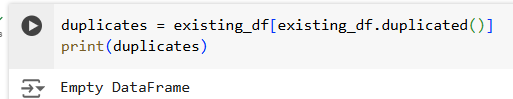 duplicates = existing_df[existing_df.duplicated()]
print(duplicates)
Empty DataFrame